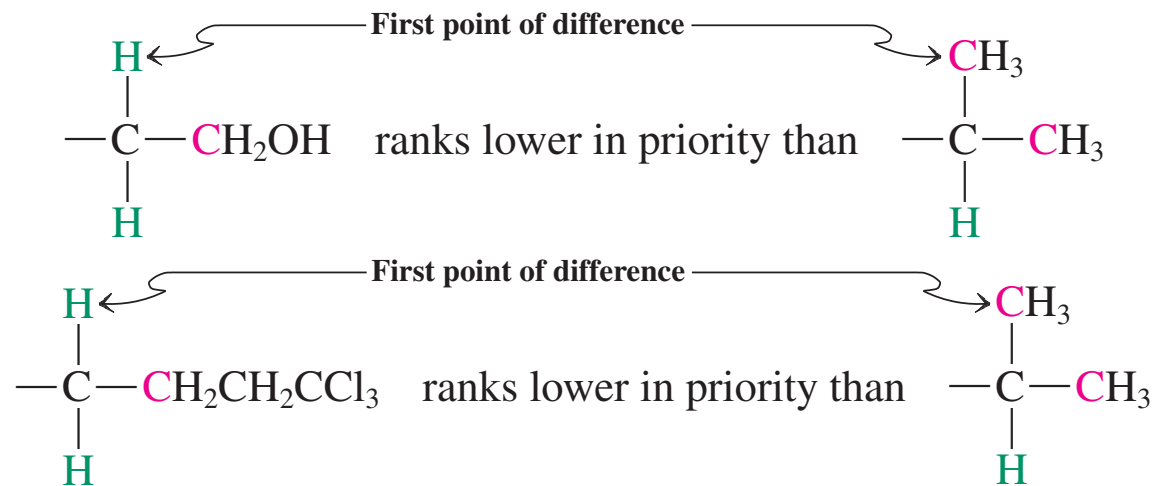 First point of difference
H CH₃
C—CH₂OH ranks lower in priority than C—CH₃
H H
First point of difference
H CH₃
C—CH₂CH₂CCl₃ ranks lower in priority than C—CH₃
H H